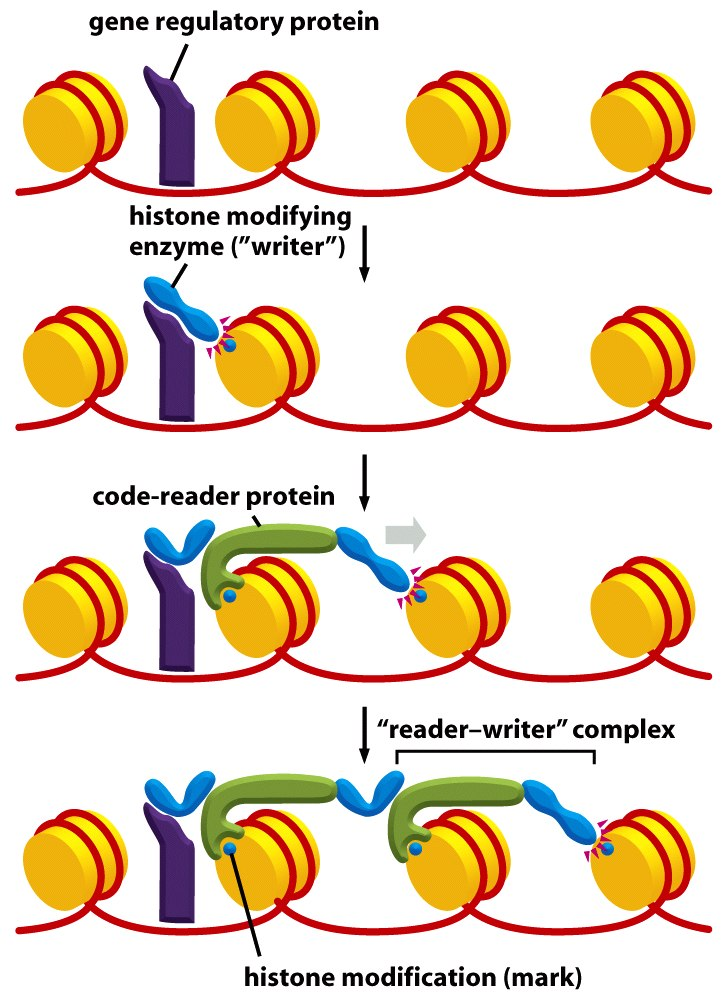 gene regulatory protein
histone modifying
enzyme (”writer”)
code-reader protein
“reader–writer” complex
histone modification (mark)